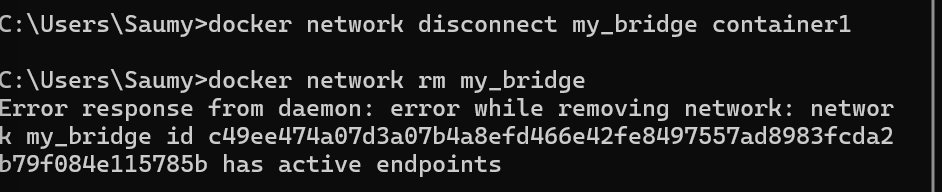 C:\Users\Saumy>docker network disconnect my_bridge container1
C:\Users\Saumy>docker network rm my_bridge
Error response from daemon: error while removing network: networ
k my_bridge id c49ee474a07d3a07b4a8efd466e42fe8497557ad8983fcda2
b79f084e115785b has active endpoints